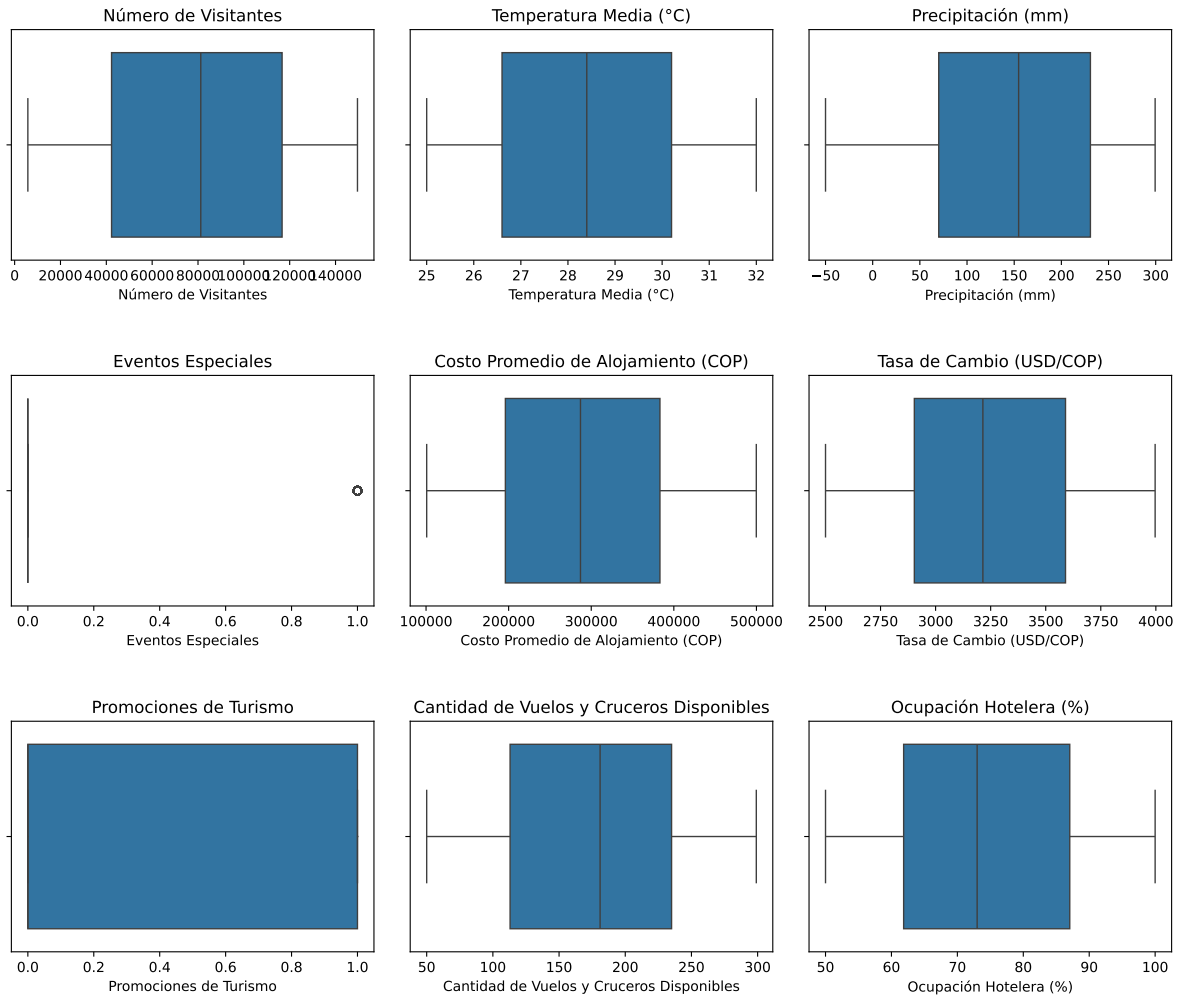 Número de Visitantes Temperatura Media (°C) Precipitación (mm)
0 20000 40000 60000 80000 100000 120000 140000 25 26 27 28 29 30 31 32 −50 0 50 100 150 200 250 300
Número de Visitantes Temperatura Media (°C) Precipitación (mm)
Eventos Especiales Costo Promedio de Alojamiento (COP) Tasa de Cambio (USD/COP)
0.0 0.2 0.4 0.6 0.8 1.0 100000 200000 300000 400000 500000 2500 2750 3000 3250 3500 3750 4000
Eventos Especiales Costo Promedio de Alojamiento (COP) Tasa de Cambio (USD/COP)
Promociones de Turismo Cantidad de Vuelos y Cruceros Disponibles Ocupación Hotelera (%)
0.0 0.2 0.4 0.6 0.8 1.0 50 100 150 200 250 300 50 60 70 80 90 100
Promociones de Turismo Cantidad de Vuelos y Cruceros Disponibles Ocupación Hotelera (%)